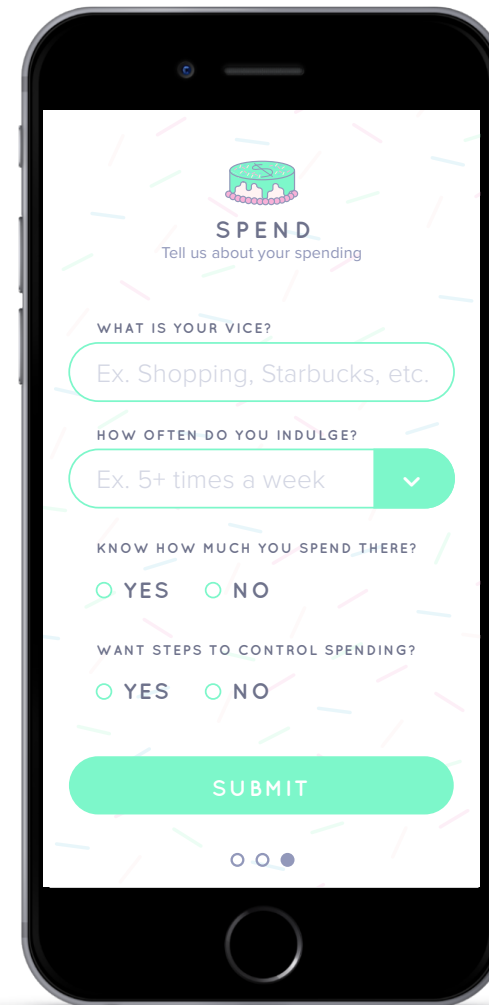 SPEND
Tell us about your spending
WHAT IS YOUR VICE?
Ex. Shopping, Starbucks, etc.
HOW OFTEN DO YOU INDULGE?
Ex. 5+ times a week
KNOW HOW MUCH YOU SPEND THERE?
YES NO
WANT STEPS TO CONTROL SPENDING?
YES NO
SUBMIT